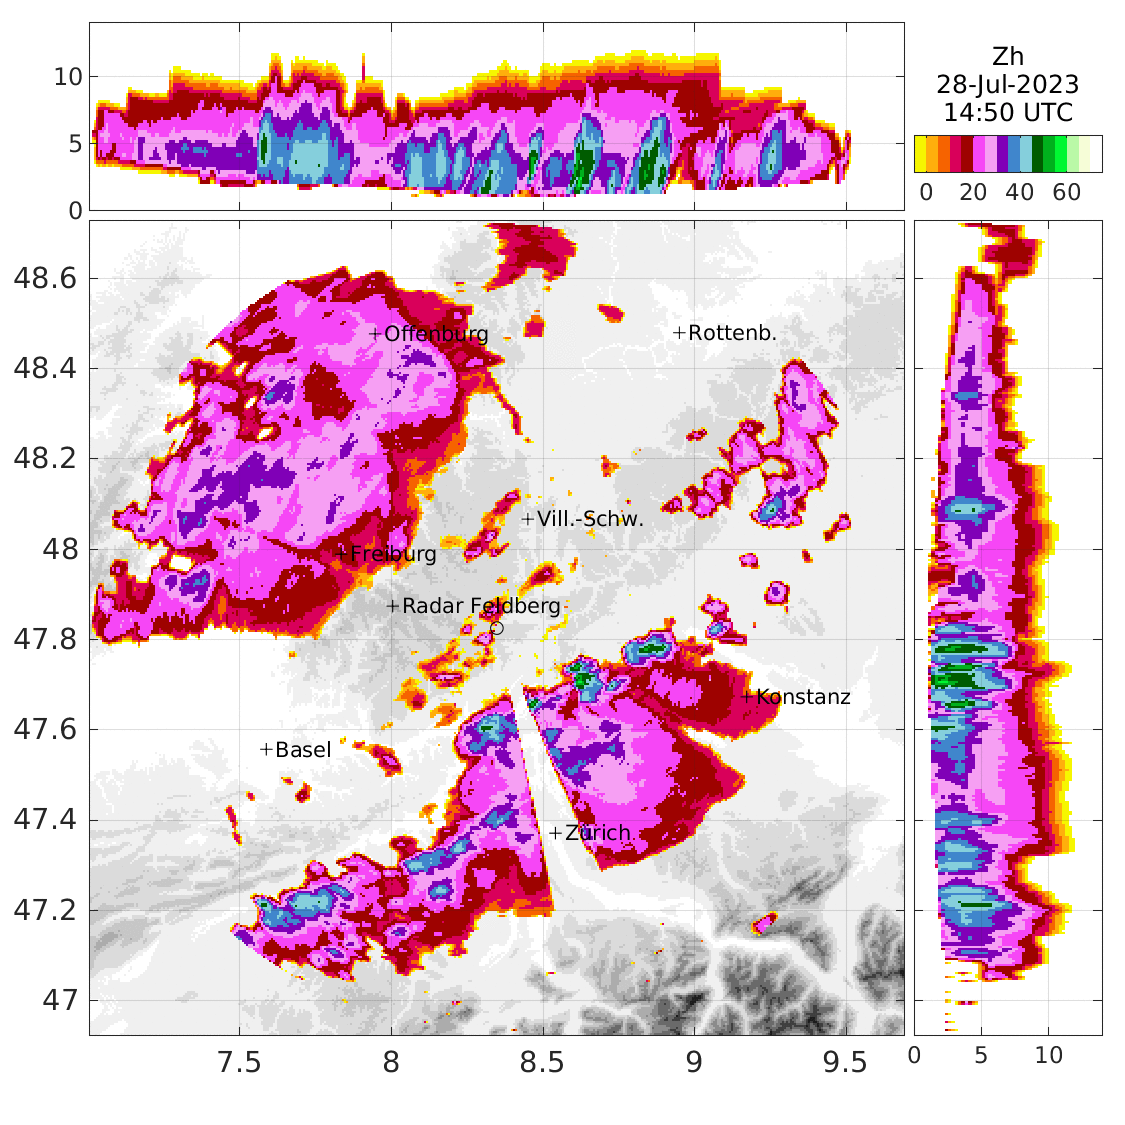 10
5
0
Zh
28-Jul-2023
14:50 UTC
0 20 40 60
48.6
48.4
48.2
48
47.8
47.6
47.4
47.2
47
+Offenburg
+Rottenb.
+Vill.-Schw.
+Freiburg
+Radar Feldberg
+Konstanz
+Basel
+Zürich
7.5 8 8.5 9 9.5
0 5 10